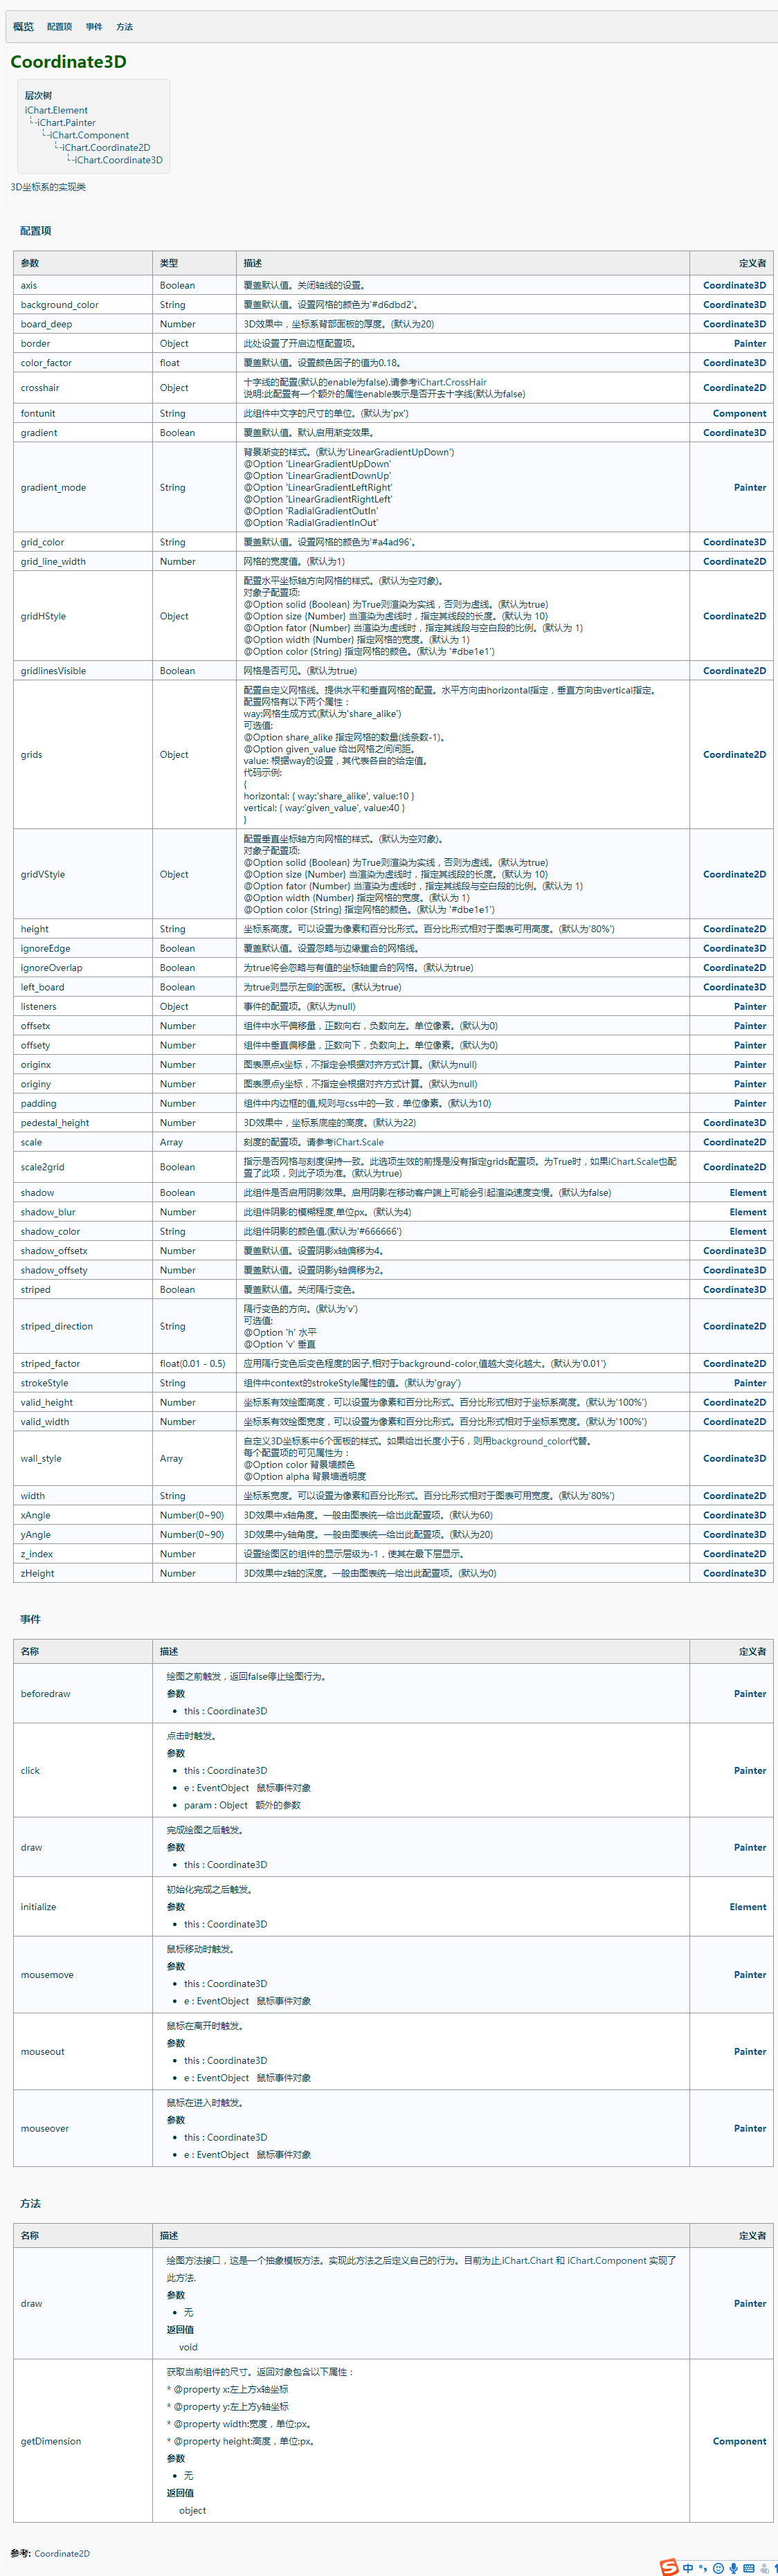 概览 配置顶 事件 方法
Coordinate3D
层次树
iChart.Element
iChart.Painter
iChart.Component
iChart.Coordinate2D
iChart.Coordinate3D
3D坐标系的实现类
配置项
参数 类型 描述 定义者
axis Boolean 覆盖默认值。关闭轴线的设置。 Coordinate3D
background_color String 覆盖默认值。设置网格的颜色为'#d6dbd2'。 Coordinate3D
board_deep Number 3D效果中，坐标系背部面板的厚度。(默认为20) Coordinate3D
border Object 此处设置了开启边框配置项。 Painter
color_factor float 覆盖默认值。设置颜色因子的值为0.18。 Coordinate3D
crosshair Object 十字线的配置(默认的enable为false).请参考iChart.CrossHair
说明:此配置有一个额外的属性enable表示是否开去十字线(默认为false) Coordinate2D
fontunit String 此组件中文字的尺寸的单位。(默认为'px') Component
gradient Boolean 覆盖默认值。默认启用渐变效果。 Coordinate3D
gradient_mode String 背景渐变的样式。(默认为'LinearGradientUpDown')
@Option 'LinearGradientUpDown'
@Option 'LinearGradientDownUp'
@Option 'LinearGradientLeftRight'
@Option 'LinearGradientRightLeft'
@Option 'RadialGradientOutIn'
@Option 'RadialGradientInOut' Painter
grid_color String 覆盖默认值。设置网格的颜色为'#a4ad96'。 Coordinate3D
grid_line_width Number 网格的宽度值。(默认为1) Coordinate2D
gridHStyle Object 配置水平坐标轴方向网格的样式。(默认为空对象)。
对象子配置项:
@Option solid {Boolean} 为True则渲染为实线，否则为虚线。(默认为true)
@Option size {Number} 当渲染为虚线时，指定其线段的长度。(默认为 10)
@Option fator {Number} 当渲染为虚线时，指定其线段与空白段的比例。(默认为 1)
@Option width {Number} 指定网格的宽度。(默认为 1)
@Option color {String} 指定网格的颜色。(默认为 '#dbe1e1') Coordinate2D
gridlinesVisible Boolean 网格是否可见。(默认为true) Coordinate2D
grids Object 配置自定义网格线。提供水平和垂直网格的配置。水平方向由horizontal指定，垂直方向由vertical指定。
配置网格有以下两个属性：
way:网格生成方式(默认为'share_alike')
可选值:
@Option share_alike 指定网格的数量(线条数-1)。
@Option given_value 给出网格之间间距。
value: 根据way的设置，其代表各自的给定值。
代码示例:
{
horizontal: { way:'share_alike', value:10 }
vertical: { way:'given_value', value:40 }
} Coordinate2D
gridVStyle Object 配置垂直坐标轴方向网格的样式。(默认为空对象)。
对象子配置项:
@Option solid {Boolean} 为True则渲染为实线，否则为虚线。(默认为true)
@Option size {Number} 当渲染为虚线时，指定其线段的长度。(默认为 10)
@Option fator {Number} 当渲染为虚线时，指定其线段与空白段的比例。(默认为 1)
@Option width {Number} 指定网格的宽度。(默认为 1)
@Option color {String} 指定网格的颜色。(默认为 '#dbe1e1') Coordinate2D
height String 坐标系高度。可以设置为像素和百分比形式。百分比形式相对于图表可用高度。(默认为'80%') Coordinate2D
ignoreEdge Boolean 覆盖默认值。设置忽略与边缘重合的网格线。 Coordinate3D
ignoreOverlap Boolean 为true将会忽略与有值的坐标轴重合的网格。(默认为true) Coordinate2D
left_board Boolean 为true则显示左侧的面板。(默认为true) Coordinate3D
listeners Object 事件的配置项。(默认为null) Painter
offsetx Number 组件中水平偏移量，正数向右，负数向左。单位像素。(默认为0) Painter
offsety Number 组件中垂直偏移量，正数向下，负数向上。单位像素。(默认为0) Painter
originx Number 图表原点x坐标，不指定会根据对齐方式计算。(默认为null) Painter
originy Number 图表原点y坐标，不指定会根据对齐方式计算。(默认为null) Painter
padding Number 组件中内边框的值,规则与css中的一致，单位像素。(默认为10) Painter
pedestal_height Number 3D效果中，坐标系底座的高度。(默认为22) Coordinate3D
scale Array 刻度的配置项。请参考iChart.Scale Coordinate2D
scale2grid Boolean 指示是否网格与刻度保持一致。此选项生效的前提是没有指定grids配置项。为True时，如果iChart.Scale也配
置了此项，则此子项为准。(默认为true) Coordinate2D
shadow Boolean 此组件是否启用阴影效果。启用阴影在移动客户端上可能会引起渲染速度变慢。(默认为false) Element
shadow_blur Number 此组件阴影的模糊程度,单位px。(默认为4) Element
shadow_color String 此组件阴影的颜色值.(默认为'#666666') Element
shadow_offsetx Number 覆盖默认值。设置阴影x轴偏移为4。 Coordinate3D
shadow_offsety Number 覆盖默认值。设置阴影y轴偏移为2。 Coordinate3D
striped Boolean 覆盖默认值。关闭隔行变色。 Coordinate3D
striped_direction String 隔行变色的方向。(默认为'v')
可选值:
@Option 'h' 水平
@Option 'v' 垂直 Coordinate2D
striped_factor float(0.01 - 0.5) 应用隔行变色后变色程度的因子,相对于background-color,值越大变化越大。(默认为'0.01') Coordinate2D
strokeStyle String 组件中context的strokeStyle属性的值。(默认为'gray') Painter
valid_height Number 坐标系有效绘图高度，可以设置为像素和百分比形式。百分比形式相对于坐标系高度。(默认为'100%') Coordinate2D
valid_width Number 坐标系有效绘图宽度，可以设置为像素和百分比形式。百分比形式相对于坐标系宽度。(默认为'100%') Coordinate2D
wall_style Array 自定义3D坐标系中6个面板的样式。如果给出长度小于6，则用background_color代替。
每个配置项的可见属性为：
@Option color 背景墙颜色
@Option alpha 背景墙透明度 Coordinate3D
width String 坐标系宽度。可以设置为像素和百分比形式。百分比形式相对于图表可用宽度。(默认为'80%') Coordinate2D
xAngle Number(0~90) 3D效果中x轴角度。一般由图表统一给出此配置项。(默认为60) Coordinate3D
yAngle Number(0~90) 3D效果中y轴角度。一般由图表统一给出此配置项。(默认为20) Coordinate3D
z_index Number 设置绘图区的组件的显示层级为-1，使其在最下层显示。 Coordinate2D
zHeight Number 3D效果中z轴的深度。一般由图表统一给出此配置项。(默认为0) Coordinate3D
事件
名称 描述 定义者
beforedraw 绘图之前触发，返回false停止绘图行为。
参数
• this : Coordinate3D Painter
click 点击时触发。
参数
• this : Coordinate3D
• e : EventObject 鼠标事件对象
• param : Object 额外的参数 Painter
draw 完成绘图之后触发。
参数
• this : Coordinate3D Painter
initialize 初始化完成之后触发。
参数
• this : Coordinate3D Element
mousemove 鼠标移动时触发。
参数
• this : Coordinate3D
• e : EventObject 鼠标事件对象 Painter
mouseout 鼠标在离开时触发。
参数
• this : Coordinate3D
• e : EventObject 鼠标事件对象 Painter
mouseover 鼠标在进入时触发。
参数
• this : Coordinate3D
• e : EventObject 鼠标事件对象 Painter
方法
名称 描述 定义者
draw 绘图方法接口，这是一个抽象模板方法。实现此方法之后定义自己的行为。目前为止,iChart.Chart 和 iChart.Component 实现了
此方法.
参数
• 无
返回值
void Painter
getDimension 获取当前组件的尺寸。返回对象包含以下属性：
* @property x:左上方x轴坐标
* @property y:左上方y轴坐标
* @property width:宽度，单位:px。
* @property height:高度，单位:px。
参数
• 无
返回值
object Component
参考: Coordinate2D
中